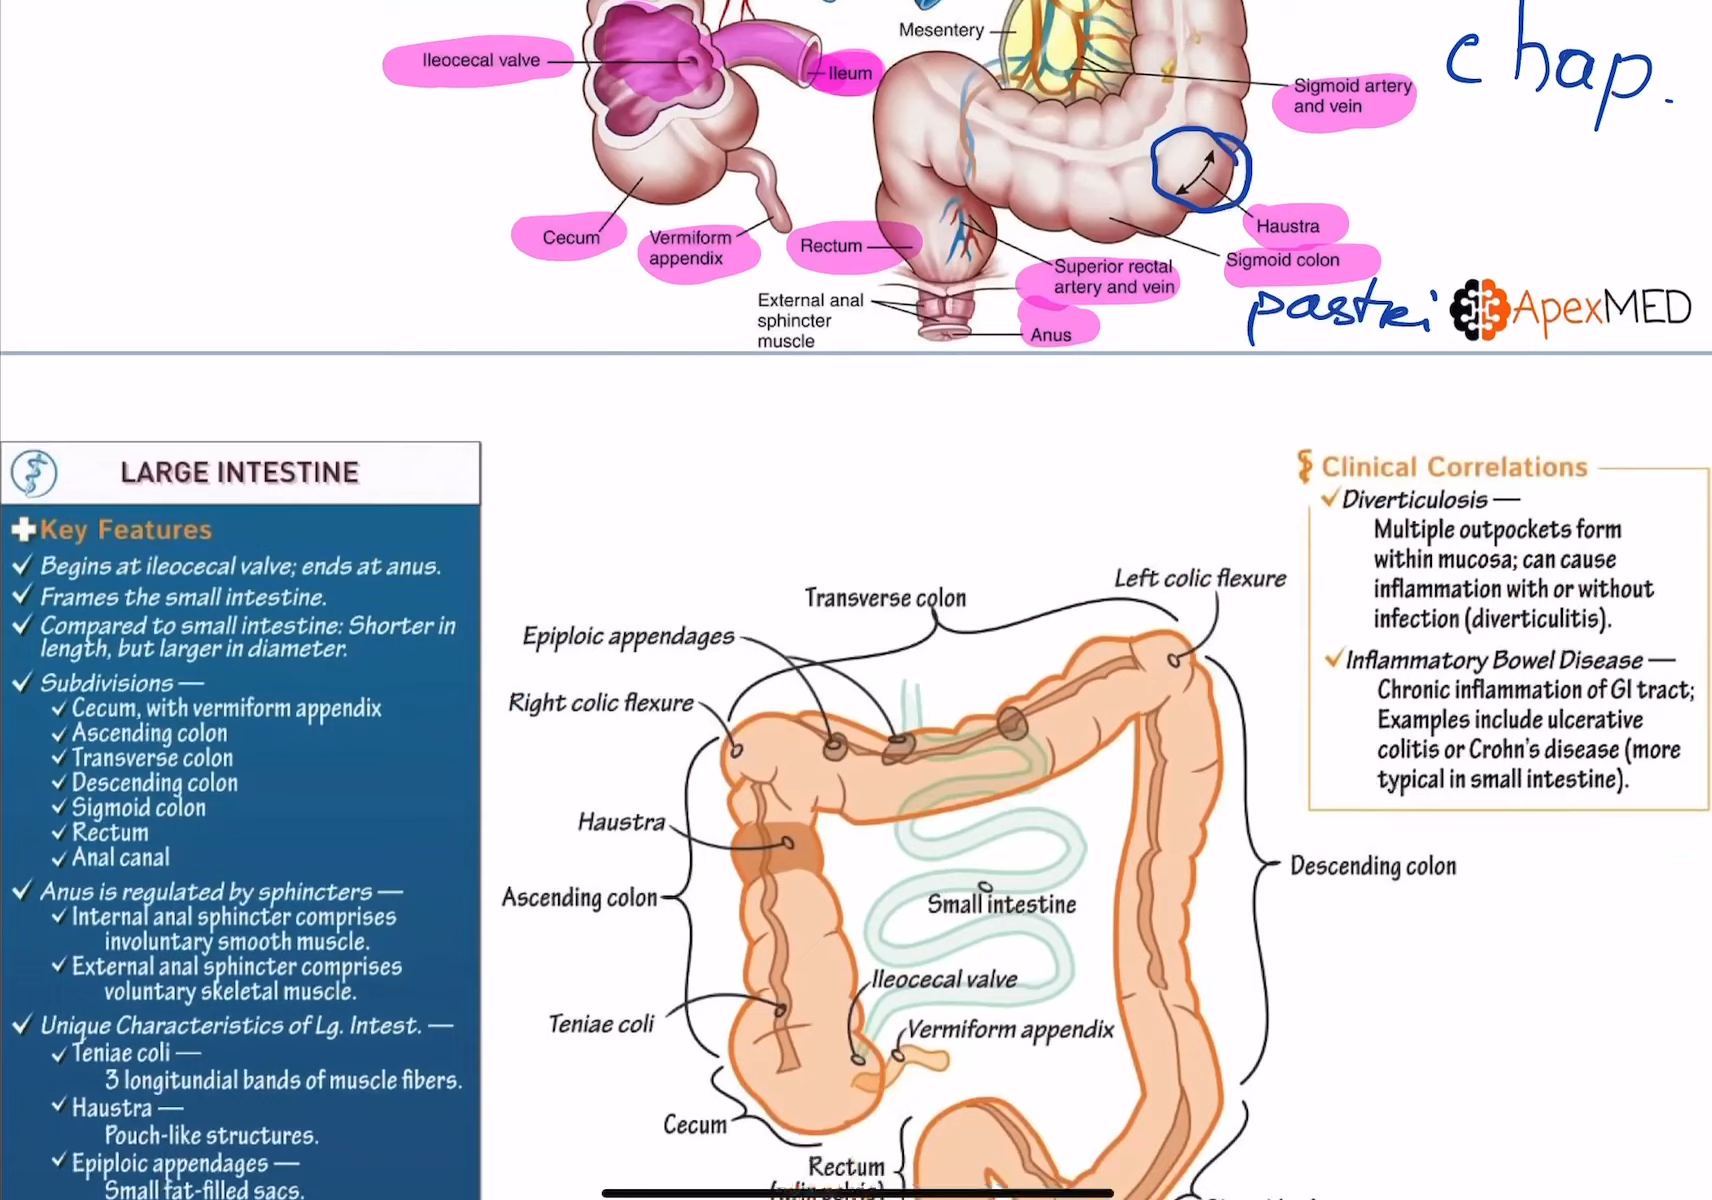 Mesentery
chap.
Ileocecal valve
Ileum
Sigmoid artery
and vein
Cecum
Vermiform
appendix
Rectum
Haustra
Sigmoid colon
Superior rectal
artery and vein
External anal
sphincter
muscle
Anus
ApexMED
LARGE INTESTINE
Key Features
Begins at ileocecal valve; ends at anus.
Frames the small intestine.
Compared to small intestine: Shorter in
length, but larger in diameter.
Subdivisions —
Cecum, with vermiform appendix
Ascending colon
Transverse colon
Descending colon
Sigmoid colon
Rectum
Anal canal
Anus is regulated by sphincters —
Internal anal sphincter comprises
involuntary smooth muscle.
External anal sphincter comprises
voluntary skeletal muscle.
Unique Characteristics of Lg. Intest. —
Teniae coli —
3 longitundial bands of muscle fibers.
Haustra —
Pouch-like structures.
Epiploic appendages —
Small fat-filled sacs.
Left colic flexure
Transverse colon
Epiploic appendages
Right colic flexure
Haustra
Ascending colon
Small intestine
Descending colon
Ileocecal valve
Teniae coli
Vermiform appendix
Cecum
Rectum
Clinical Correlations
Diverticulosis —
Multiple outpockets form
within mucosa; can cause
inflammation with or without
infection (diverticulitis).
Inflammatory Bowel Disease —
Chronic inflammation of GI tract;
Examples include ulcerative
colitis or Crohn's disease (more
typical in small intestine).